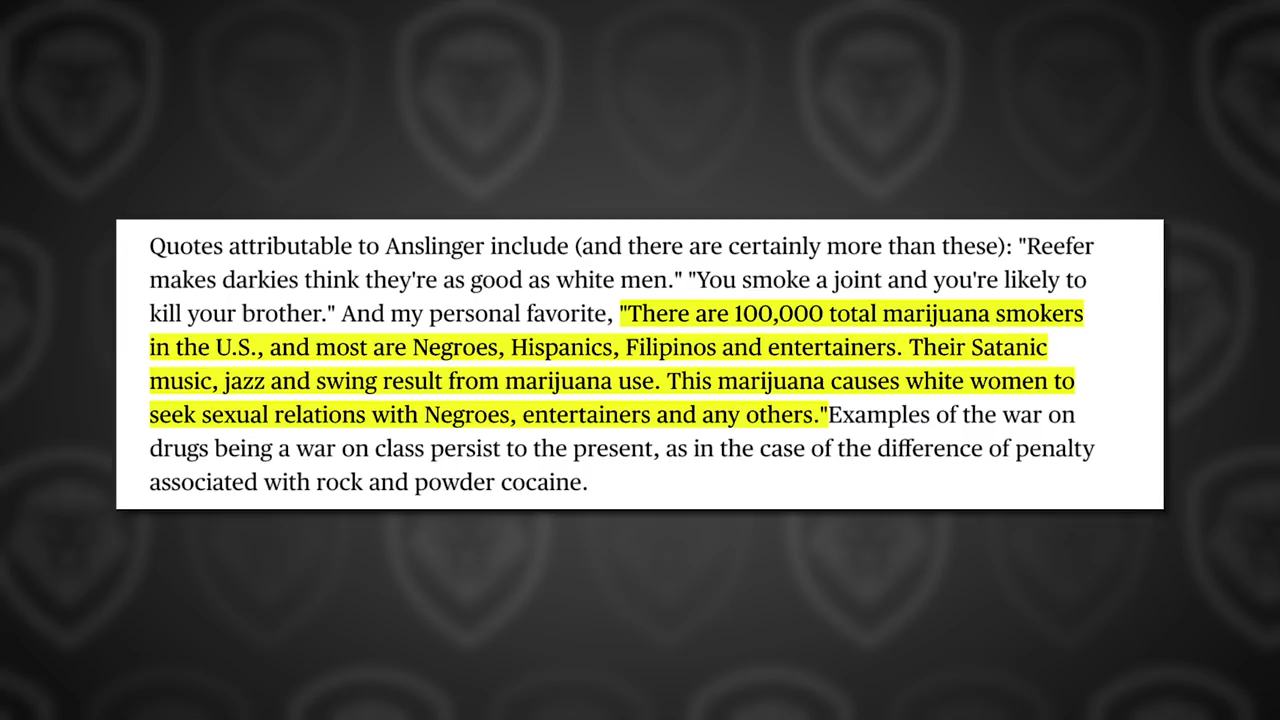 Quotes attributable to Anslinger include (and there are certainly more than these): "Reefer
makes darkies think they're as good as white men." "You smoke a joint and you're likely to
kill your brother." And my personal favorite, "There are 100,000 total marijuana smokers
in the U.S., and most are Negroes, Hispanics, Filipinos and entertainers. Their Satanic
music, jazz and swing result from marijuana use. This marijuana causes white women to
seek sexual relations with Negroes, entertainers and any others."Examples of the war on
drugs being a war on class persist to the present, as in the case of the difference of penalty
associated with rock and powder cocaine.